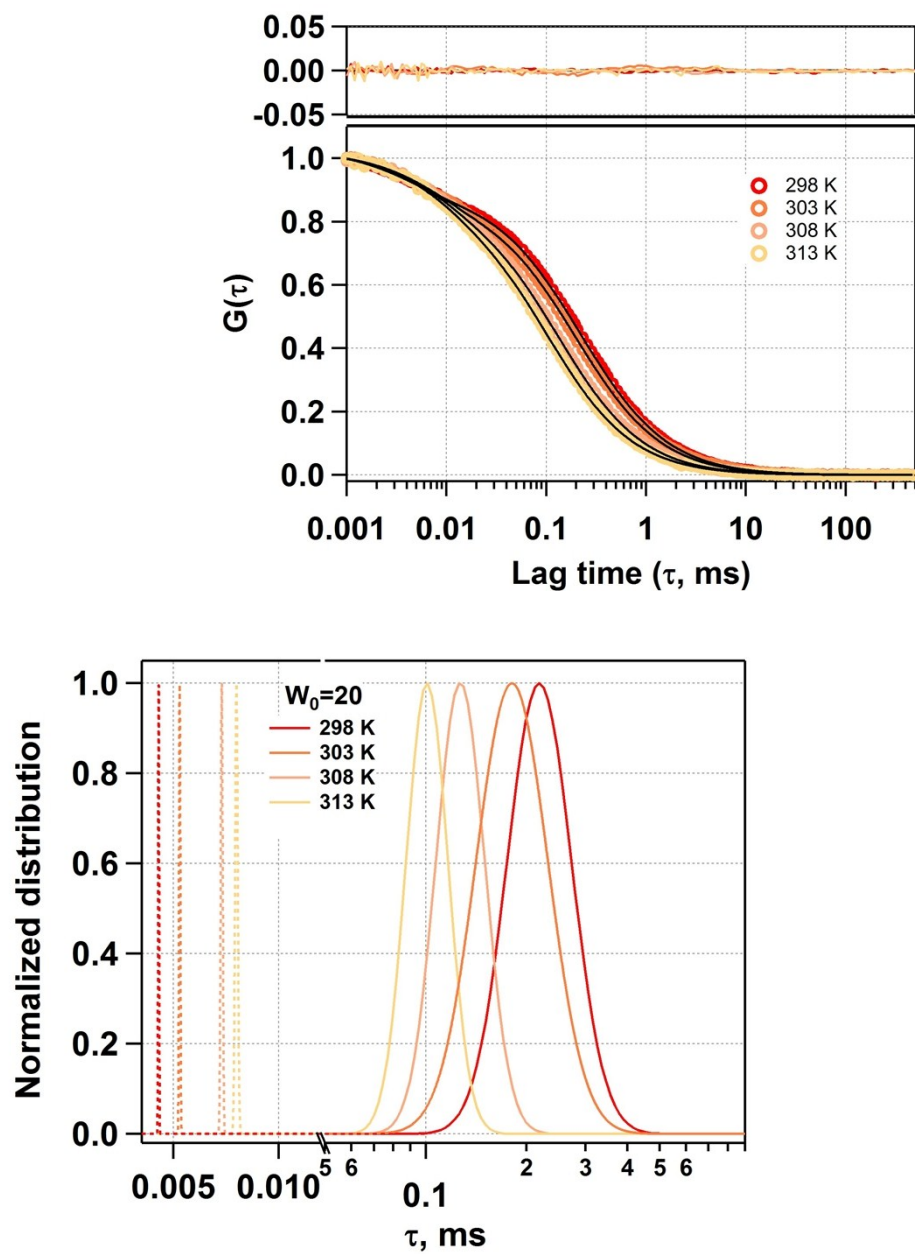 0.05
0.00
-0.05
1.0
0.8
0.6
0.4
0.2
0.0
G(τ)
298 K
303 K
308 K
313 K
0.001 0.01 0.1 1 10 100
Lag time (τ, ms)
1.0
0.8
0.6
0.4
0.2
0.0
Normalized distribution
W0=20
298 K
303 K
308 K
313 K
5 6 2 3 4 5 6
0.005 0.010 0.1
τ, ms